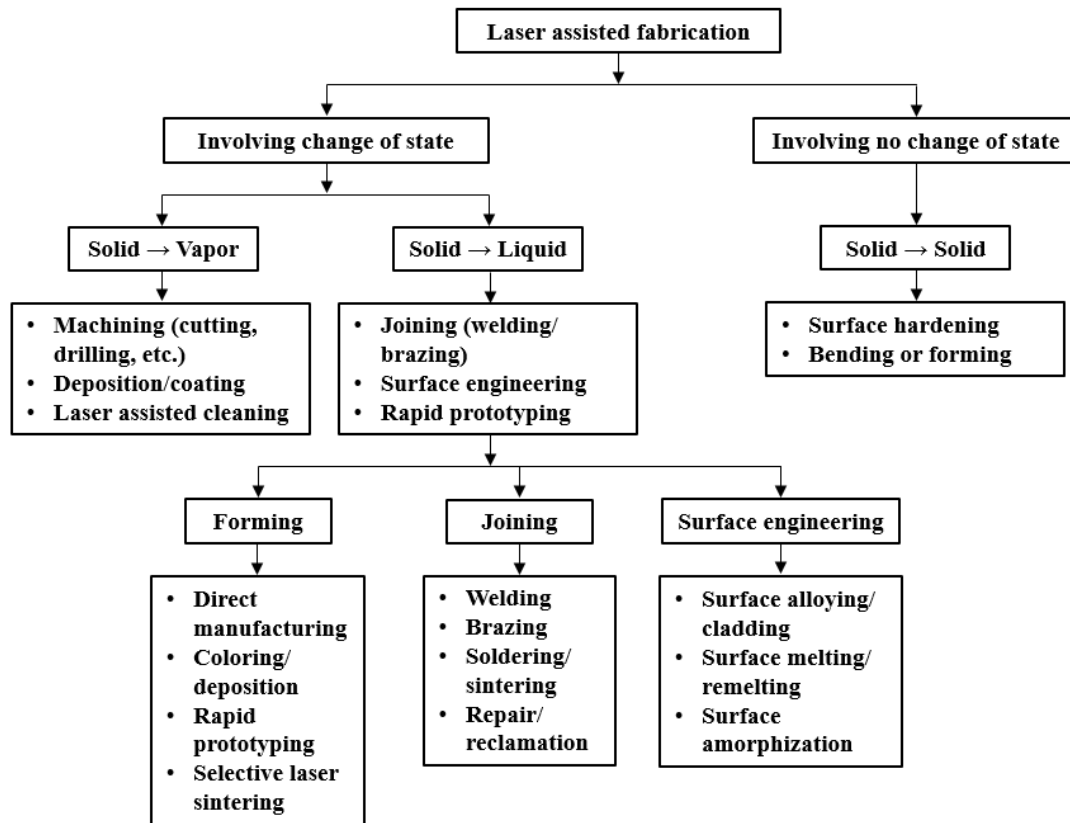 Laser assisted fabrication
Involving change of state
Involving no change of state
Solid → Vapor
Solid → Liquid
Solid → Solid
• Machining (cutting,
drilling, etc.)
• Deposition/coating
• Laser assisted cleaning
• Joining (welding/
brazing)
• Surface engineering
• Rapid prototyping
• Surface hardening
• Bending or forming
Forming
Joining
Surface engineering
• Direct
manufacturing
• Coloring/
deposition
• Rapid
prototyping
• Selective laser
sintering
• Welding
• Brazing
• Soldering/
sintering
• Repair/
reclamation
• Surface alloying/
cladding
• Surface melting/
remelting
• Surface
amorphization